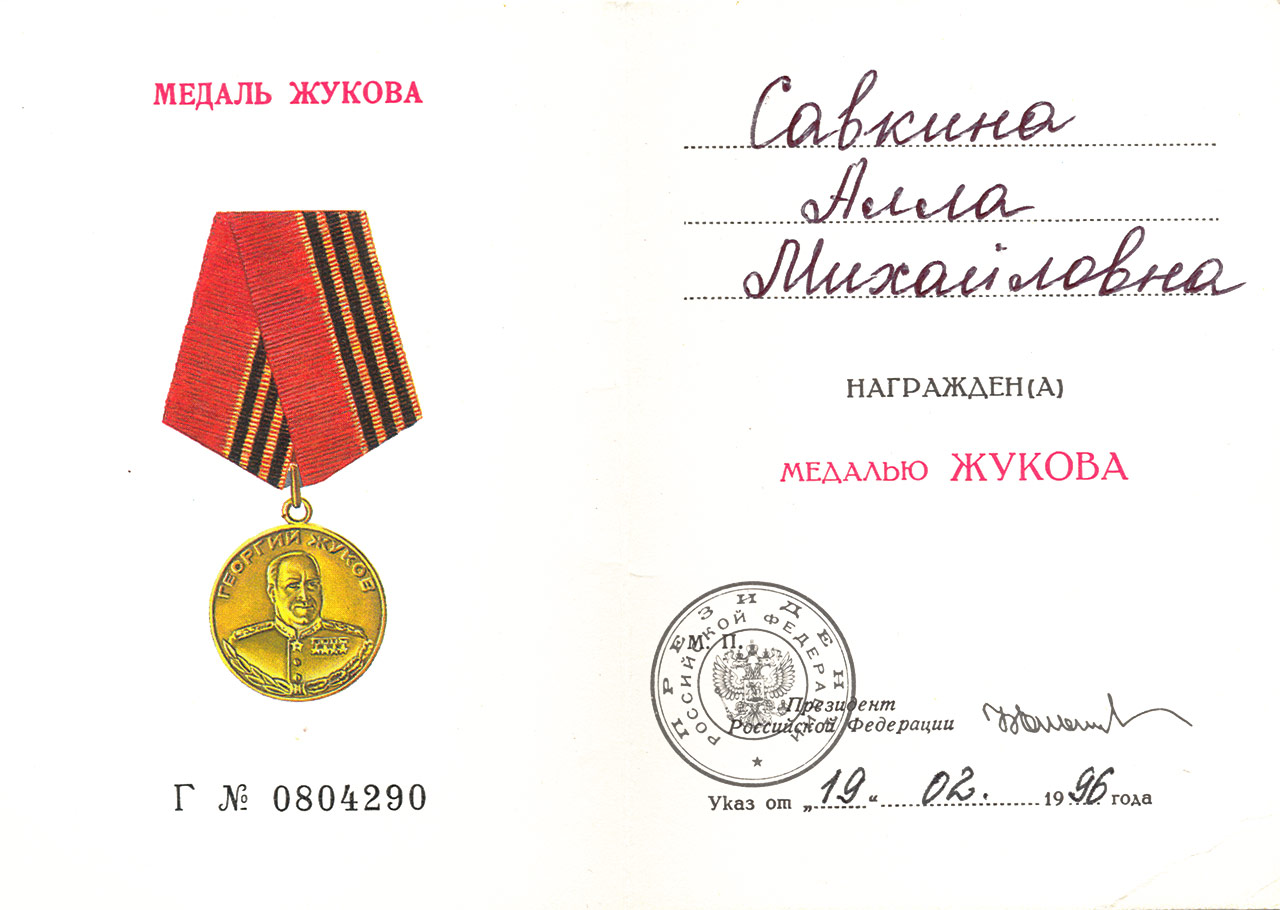 МЕДАЛЬ ЖУКОВА
ГЕОРГИЙ ЖУКОВ
Г № 0804290
Савкина
Алла
Михайловна
НАГРАЖДЕН(А)
МЕДАЛЬЮ ЖУКОВА
ПРЕЗИДЕНТ
РОССИЙСКОЙ ФЕДЕРАЦИИ
М. П.
Президент
Российской Федерации
Указ от „19“ 02. 1996 года